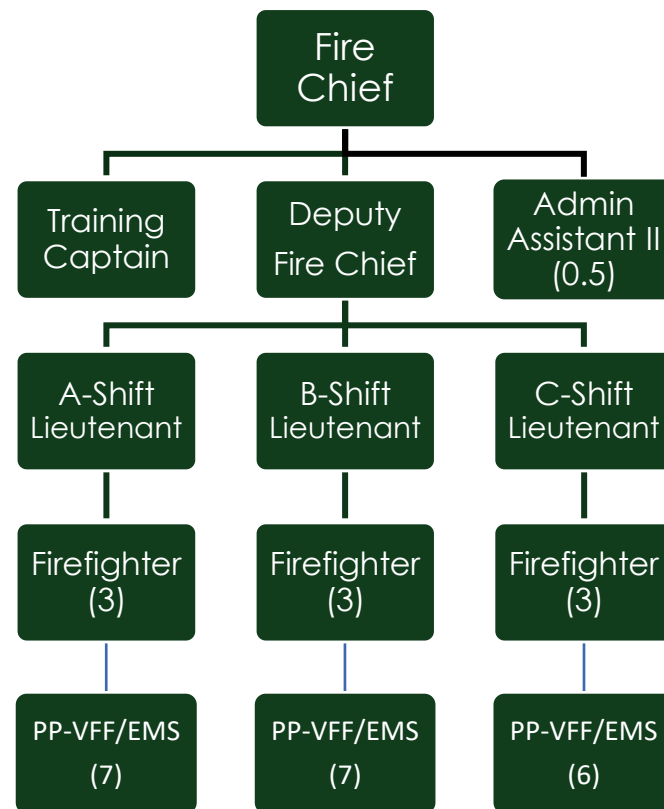 Fire
Chief
Training
Captain
Deputy
Fire Chief
Admin
Assistant II
(0.5)
A-Shift
Lieutenant
B-Shift
Lieutenant
C-Shift
Lieutenant
Firefighter
(3)
Firefighter
(3)
Firefighter
(3)
PP-VFF/EMS
(7)
PP-VFF/EMS
(7)
PP-VFF/EMS
(6)